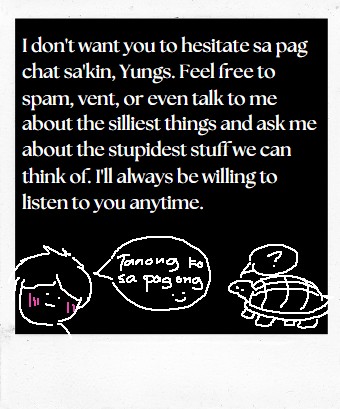 I don't want you to hesitate sa pag
chat sa'kin, Yungs. Feel free to
spam, vent, or even talk to me
about the silliest things and ask me
about the stupidest stuff we can
think of. I'll always be willing to
listen to you anytime.
Tanong ko
sa pagong
?